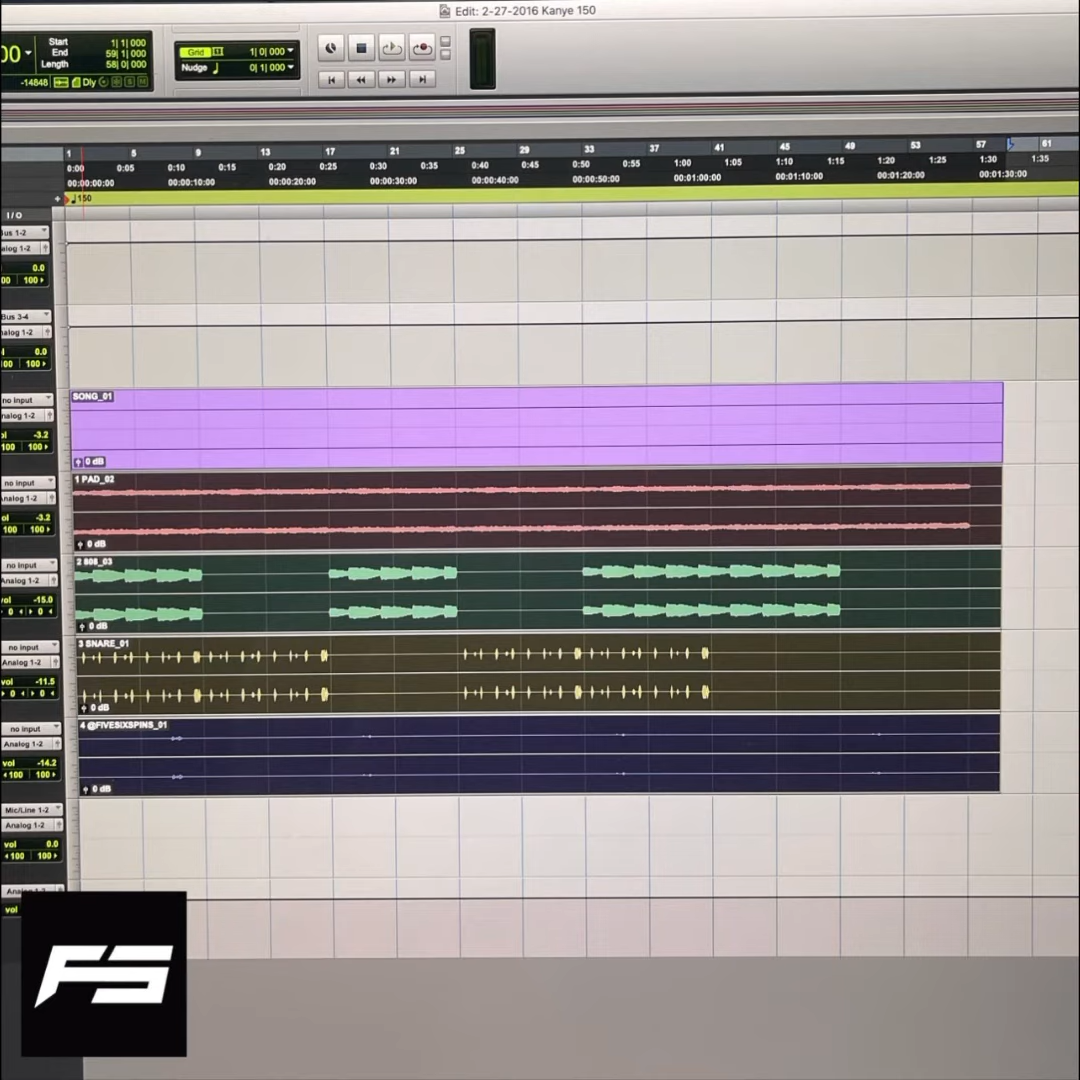 Edit: 2-27-2016 Kanye 150
Start 1| 1| 000
End 59| 1| 000
Length 58| 0| 000
-14848 Dly
Grid 1| 0| 000
Nudge 0| 1| 000
1 5 9 13 17 21 25 29 33 37 41 45 49 53 57 61
0:00 0:05 0:10 0:15 0:20 0:25 0:30 0:35 0:40 0:45 0:50 0:55 1:00 1:05 1:10 1:15 1:20 1:25 1:30 1:35
00:00:00:00 00:00:10:00 00:00:20:00 00:00:30:00 00:00:40:00 00:00:50:00 00:01:00:00 00:01:10:00 00:01:20:00 00:01:30:00
+ 150
I/O
Bus 1-2
alog 1-2
0.0
00 100
Bus 3-4
nalog 1-2
0.0
00 100
no input
nalog 1-2
-3.2
100 100
SONG_01
0 dB
no input
Analog 1-2
-3.2
100 100
1 PAD_02
0 dB
no input
Analog 1-2
vol -15.0
0 0
2 808_03
0 dB
no input
Analog 1-2
vol -11.5
0 0
3 SNARE_01
0 dB
no input
Analog 1-2
vol -14.2
100 100
4 @FIVESIXSPINS_01
0 dB
Mic/Line 1-2
Analog 1-2
vol 0.0
100 100
vol
FS